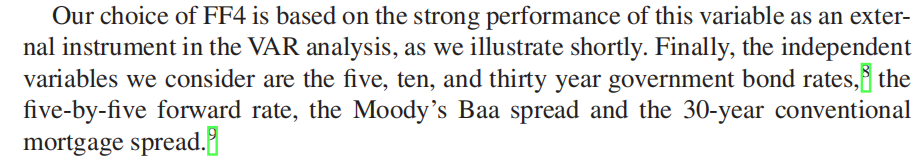 Our choice of FF4 is based on the strong performance of this variable as an exter-
nal instrument in the VAR analysis, as we illustrate shortly. Finally, the independent
variables we consider are the five, ten, and thirty year government bond rates,8 the
five-by-five forward rate, the Moody’s Baa spread and the 30-year conventional
mortgage spread.9